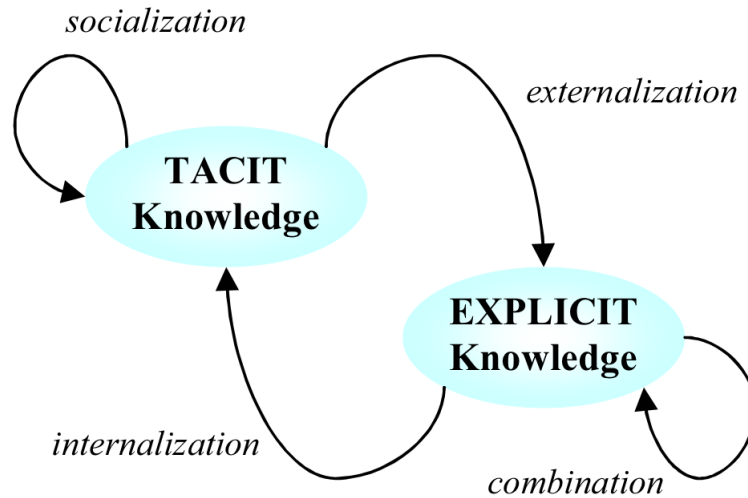 socialization
externalization
TACIT
Knowledge
EXPLICIT
Knowledge
internalization
combination